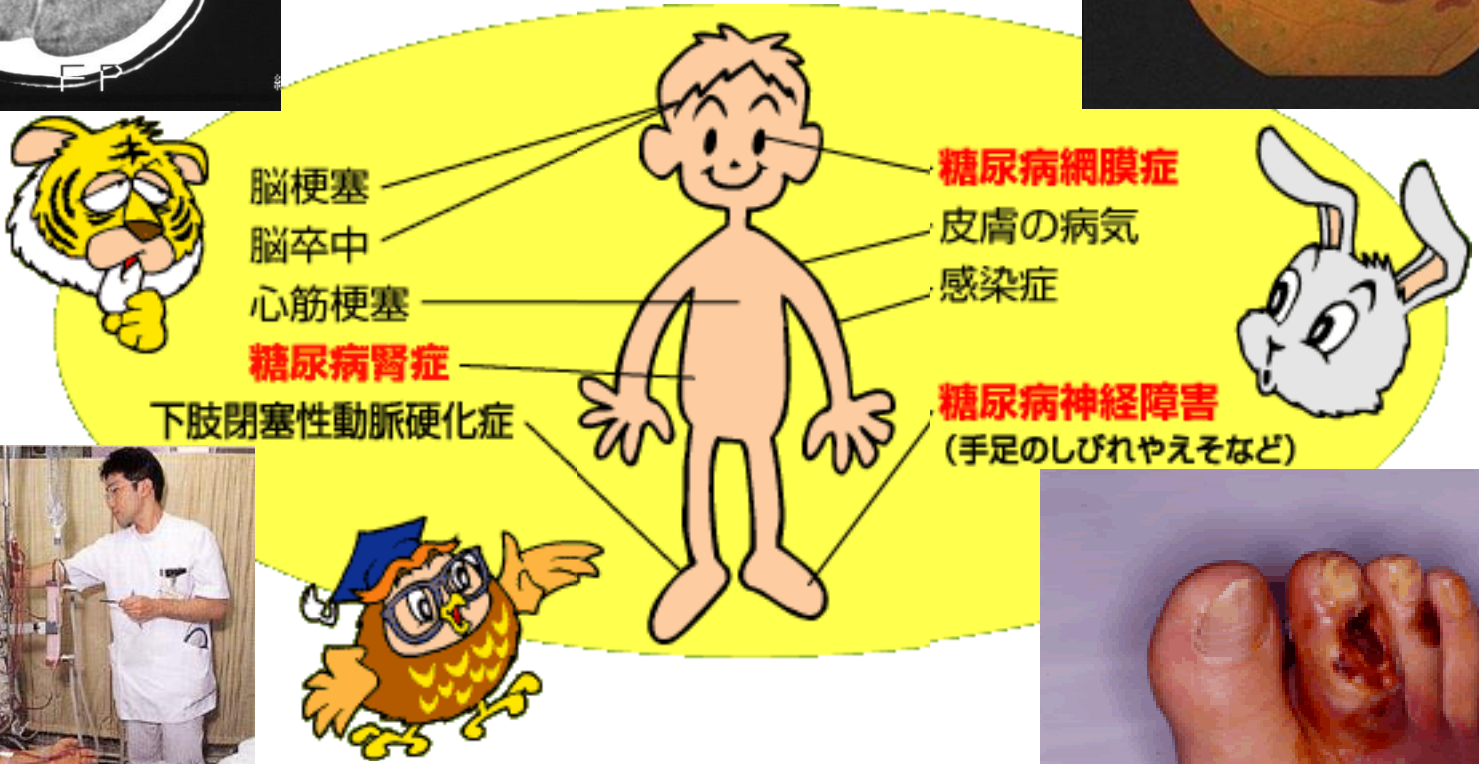 FP
脳梗塞
脳卒中
心筋梗塞
糖尿病腎症
下肢閉塞性動脈硬化症
糖尿病網膜症
皮膚の病気
感染症
糖尿病神経障害
（手足のしびれやえそなど）